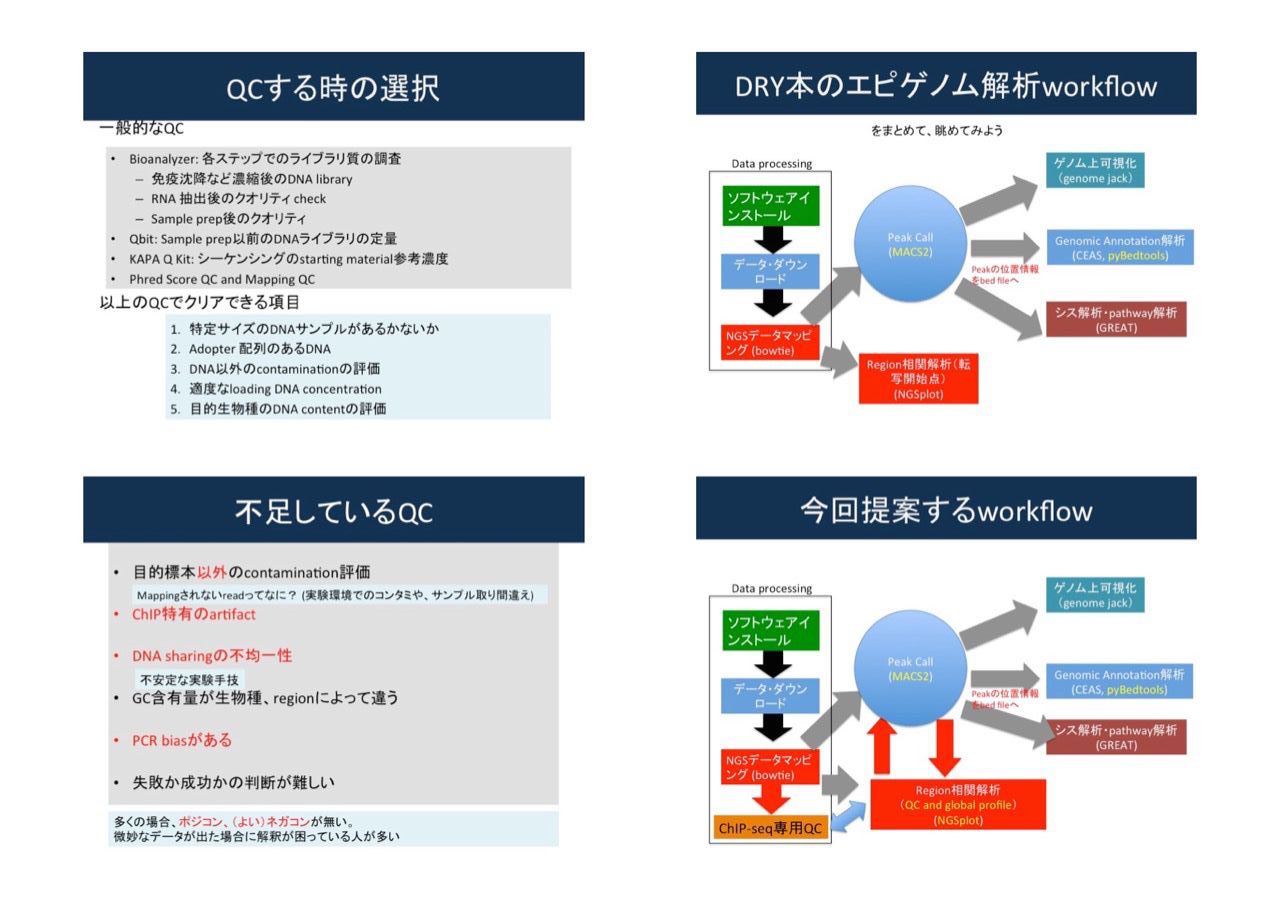 QCする時の選択
一般的なQC
• Bioanalyzer: 各ステップでのライブラリ質の調査
– 免疫沈降など濃縮後のDNA library
– RNA 抽出後のクオリティ check
– Sample prep後のクオリティ
• Qbit: Sample prep以前のDNAライブラリの定量
• KAPA Q Kit: シーケンシングのstarting material参考濃度
• Phred Score QC and Mapping QC
以上のQCでクリアできる項目
1. 特定サイズのDNAサンプルがあるかないか
2. Adopter 配列のあるDNA
3. DNA以外のcontaminationの評価
4. 適度なloading DNA concentration
5. 目的生物種のDNA contentの評価
DRY本のエピゲノム解析workflow
をまとめて、眺めてみよう
Data processing
ソフトウェアイ
ンストール
データ・ダウン
ロード
NGSデータマッピ
ング (bowtie)
Peak Call
(MACS2)
Region相関解析(転
写開始点)
(NGSplot)
ゲノム上可視化
(genome jack)
Genomic Annotation解析
(CEAS, pyBedtools)
Peakの位置情報
をbed fileへ
シス解析・pathway解析
(GREAT)
不足しているQC
• 目的標本以外のcontamination評価
Mappingされないreadってなに? (実験環境でのコンタミや、サンプル取り間違え)
• ChIP特有のartifact
• DNA sharingの不均一性
不安定な実験手技
• GC含有量が生物種、regionによって違う
• PCR biasがある
• 失敗か成功かの判断が難しい
多くの場合、ポジコン、(よい)ネガコンが無い。
微妙なデータが出た場合に解釈が困っている人が多い
今回提案するworkflow
Data processing
ソフトウェアイ
ンストール
データ・ダウン
ロード
NGSデータマッピ
ング (bowtie)
ChIP-seq専用QC
Peak Call
(MACS2)
Region相関解析
(QC and global profile)
(NGSplot)
ゲノム上可視化
(genome jack)
Genomic Annotation解析
(CEAS, pyBedtools)
Peakの位置情報
をbed fileへ
シス解析・pathway解析
(GREAT)